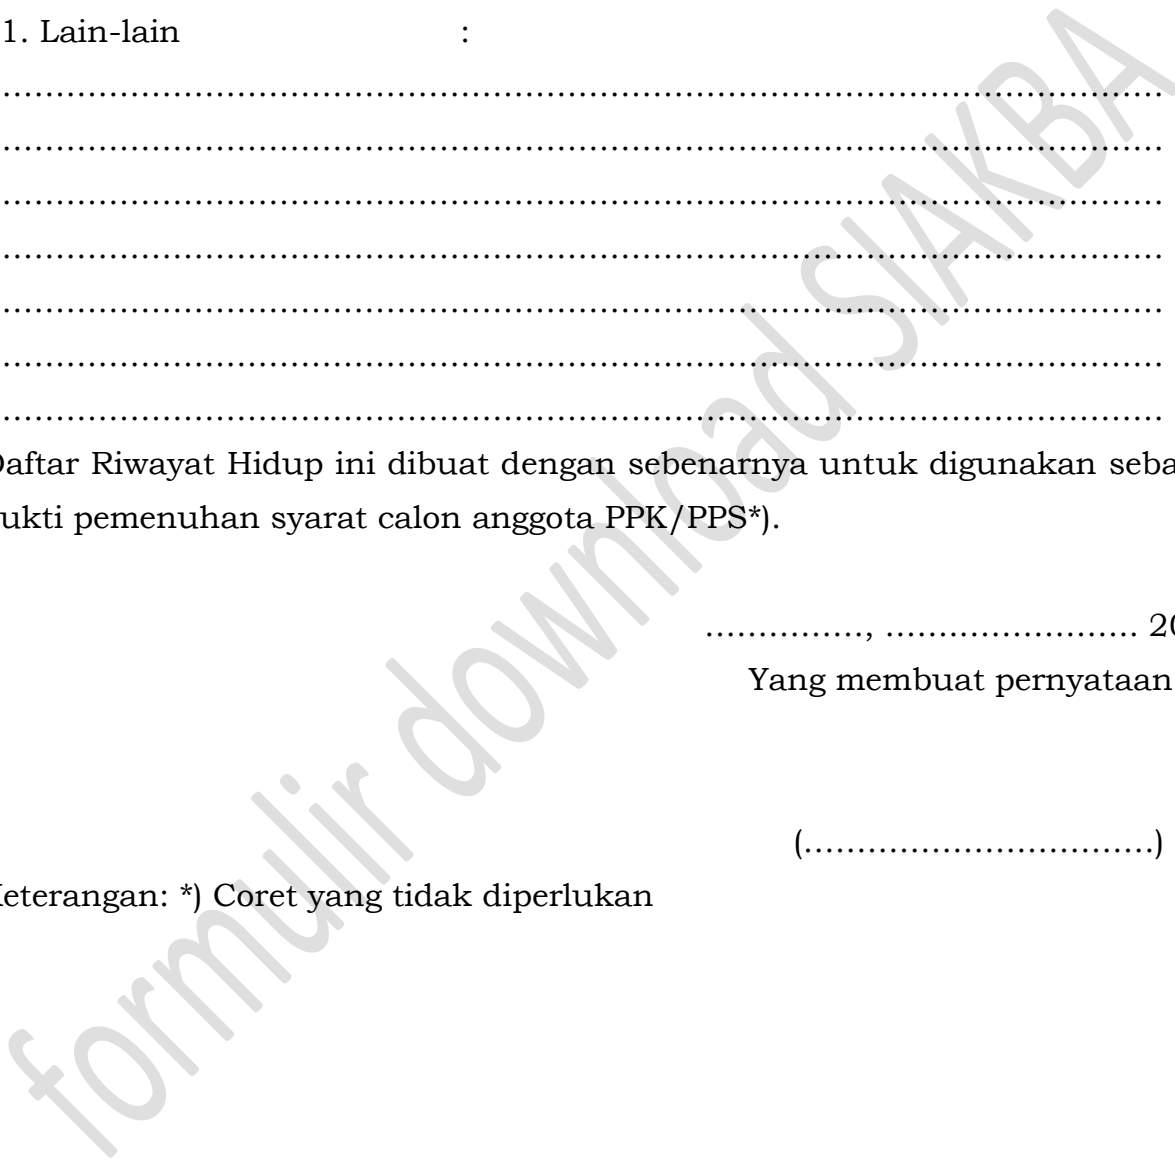 1. Lain-lain :
……………………………………………………………………………………………
……………………………………………………………………………………………
……………………………………………………………………………………………
……………………………………………………………………………………………
……………………………………………………………………………………………
……………………………………………………………………………………………
……………………………………………………………………………………………
Daftar Riwayat Hidup ini dibuat dengan sebenarnya untuk digunakan seba
ukti pemenuhan syarat calon anggota PPK/PPS*).
……………, …………………… 20
Yang membuat pernyataan
(……………………………)
Keterangan: *) Coret yang tidak diperlukan
formulir download SIAKBA